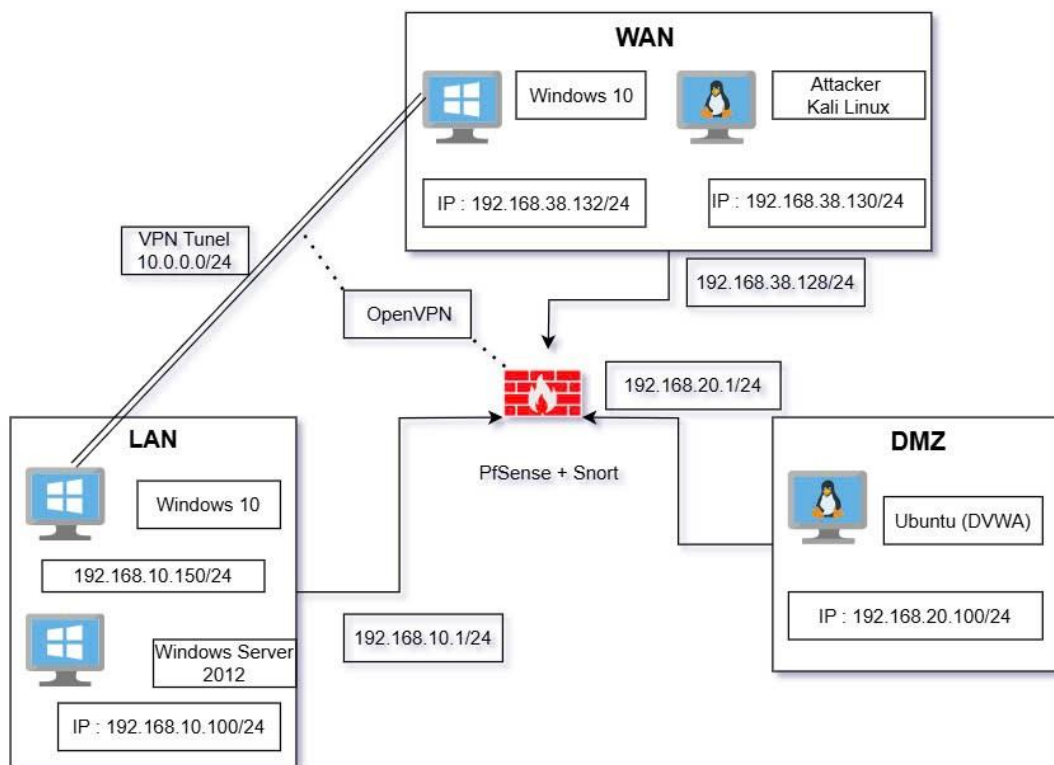 WAN
Windows 10
Attacker
Kali Linux
IP : 192.168.38.132/24
IP : 192.168.38.130/24
VPN Tunel
10.0.0.0/24
192.168.38.128/24
OpenVPN
192.168.20.1/24
LAN
PfSense + Snort
DMZ
Windows 10
Ubuntu (DVWA)
192.168.10.150/24
IP : 192.168.20.100/24
192.168.10.1/24
Windows Server
2012
IP : 192.168.10.100/24